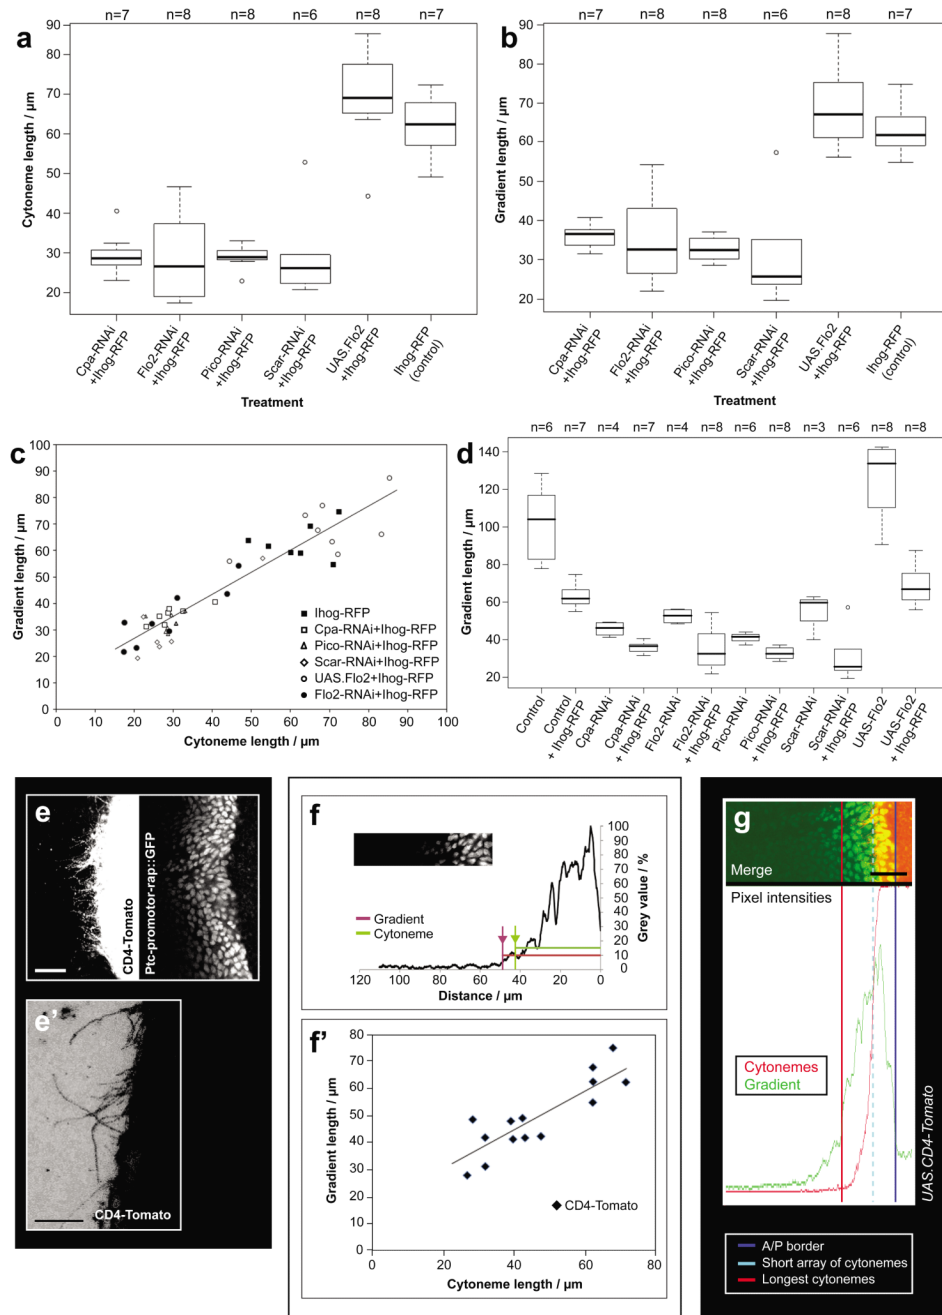 a
n=7 n=8 n=8 n=6 n=8 n=7
Cytoneme length / µm
90
80
70
60
50
40
30
20
Cpa-RNAi +Ihog-RFP
Flo2-RNAi +Ihog-RFP
Pico-RNAi +Ihog-RFP
Scar-RNAi +Ihog-RFP
UAS.Flo2 +Ihog-RFP
Ihog-RFP (control)
Treatment
b
n=7 n=8 n=8 n=6 n=8 n=7
Gradient length / µm
90
80
70
60
50
40
30
20
Cpa-RNAi +Ihog-RFP
Flo2-RNAi +Ihog-RFP
Pico-RNAi +Ihog-RFP
Scar-RNAi +Ihog-RFP
UAS.Flo2 +Ihog-RFP
Ihog-RFP (control)
Treatment
c
Gradient length / µm
100
90
80
70
60
50
40
30
20
10
0
Ihog-RFP
Cpa-RNAi+Ihog-RFP
Pico-RNAi+Ihog-RFP
Scar-RNAi+Ihog-RFP
UAS.Flo2+Ihog-RFP
Flo2-RNAi+Ihog-RFP
0 10 20 30 40 50 60 70 80 90 100
Cytoneme length / µm
d
n=6 n=7 n=4 n=7 n=4 n=8 n=6 n=8 n=3 n=6 n=8 n=8
Gradient length / µm
140
120
100
80
60
40
20
Control
Control + Ihog-RFP
Cpa-RNAi
Cpa-RNAi + Ihog-RFP
Flo2-RNAi
Flo2-RNAi + Ihog-RFP
Pico-RNAi
Pico-RNAi + Ihog-RFP
Scar-RNAi
Scar-RNAi + Ihog.RFP
UAS-Flo2
UAS-Flo2 + Ihog-RFP
e
CD4-Tomato
Ptc-promotor-rap::GFP
e'
CD4-Tomato
f
Gradient
Cytoneme
100
90
80
70
60
50
40
30
20
10
0
Grey value / %
120 100 80 60 40 20 0
Distance / µm
f'
Gradient length / µm
80
70
60
50
40
30
20
10
0
CD4-Tomato
0 20 40 60 80
Cytoneme length / µm
g
Merge
Pixel intensities
Cytonemes
Gradient
UAS.CD4-Tomato
A/P border
Short array of cytonemes
Longest cytonemes